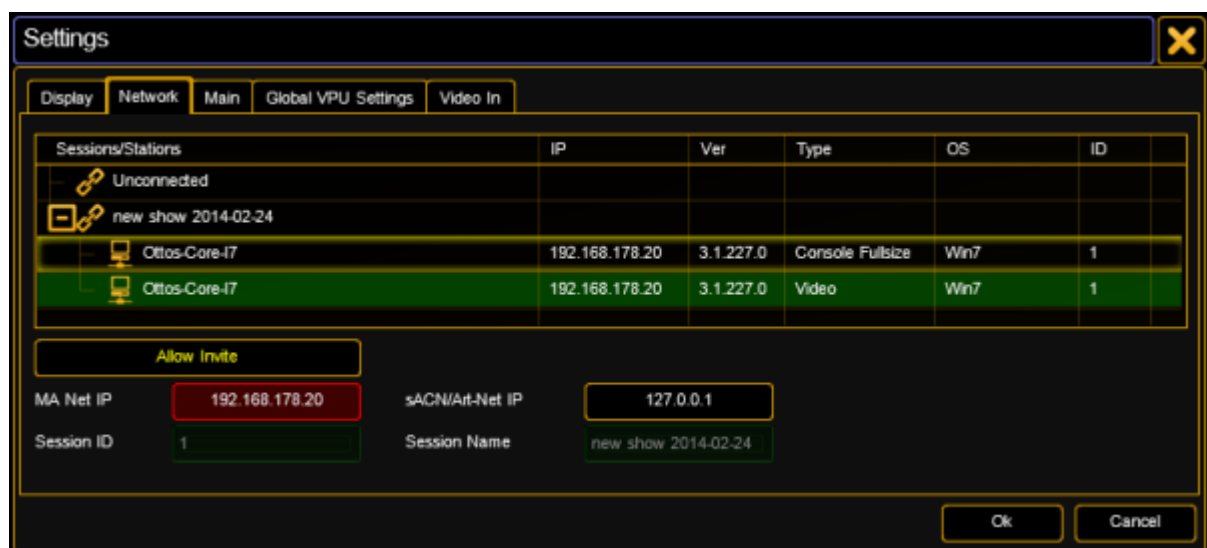 Settings
Display Network Main Global VPU Settings Video In
Sessions/Stations IP Ver Type OS ID
Unconnected
new show 2014-02-24
Ottos-Core-I7 192.168.178.20 3.1.227.0 Console Fullsize Win7 1
Ottos-Core-I7 192.168.178.20 3.1.227.0 Video Win7 1
Allow Invite
MA Net IP 192.168.178.20 sACN/Art-Net IP 127.0.0.1
Session ID 1 Session Name new show 2014-02-24
Ok Cancel